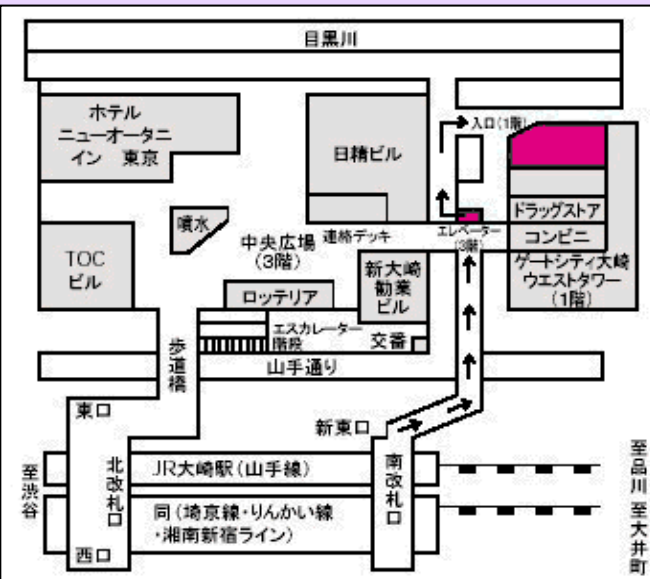 目黒川
ホテル
ニューオータニ
イン 東京
日精ビル
入口(1階)
噴水
中央広場
(3階)
連絡デッキ
エレベーター
(3階)
ドラッグストア
コンビニ
ゲートシティ大崎
ウエストタワー
(1階)
TOC
ビル
ロッテリア
新大崎
勧業
ビル
エスカレーター
階段
交番
山手通り
歩道橋
東口
新東口
至渋谷
北改札口
JR大崎駅(山手線)
同(埼京線・りんかい線
・湘南新宿ライン)
南改札口
西口
至品川
至大井町